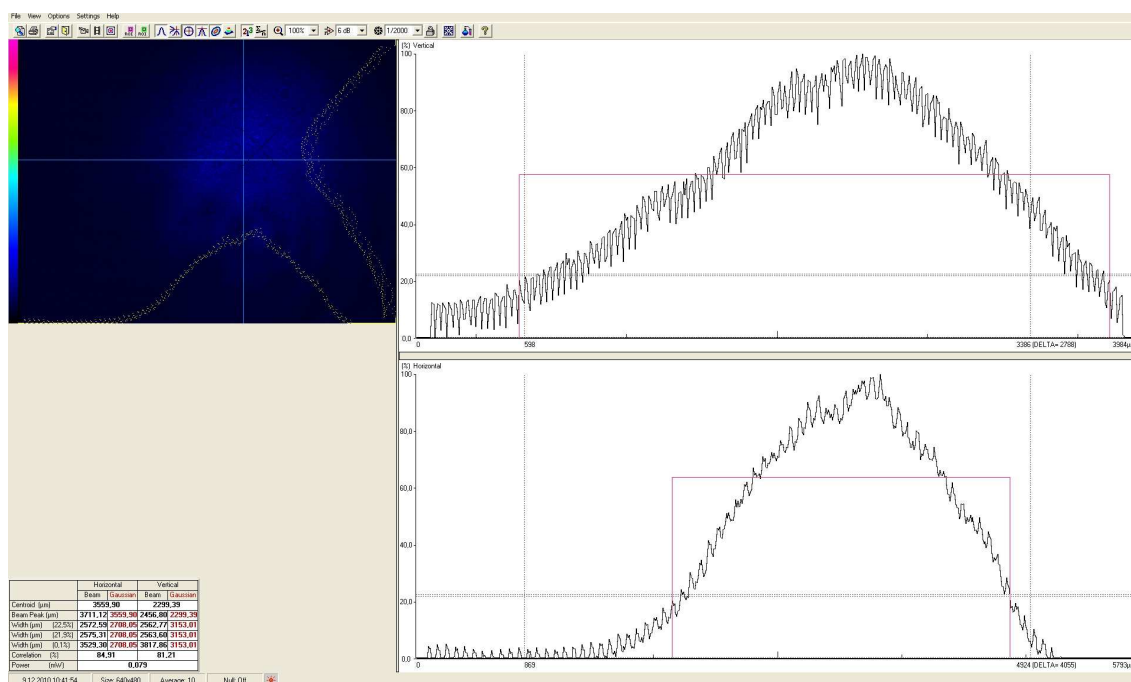 File View Options Settings Help
100% 6 dB 1/2000
(%) Vertical
100
80,0
60,0
40,0
20,0
0,0
0 598 3386 (DELTA= 2788) 3984µ
(%) Horizontal
100
80,0
60,0
40,0
20,0
0,0
0 869 4924 (DELTA= 4055) 5793µ
Horizontal Vertical
Beam Gaussian Beam Gaussian
Centroid (µm) 3559,90 2299,39
Beam Peak (µm) 3711,12 3559,90 2456,80 2299,39
Width (µm) (22,5%) 2572,59 2708,05 2562,77 3153,01
Width (µm) (21,9%) 2575,31 2708,05 2563,60 3153,01
Width (µm) (0,1%) 3529,30 2708,05 3817,86 3153,01
Correlation (%) 84,91 81,21
Power (mW) 0,079
9.12.2010 10:41:54 Size: 640x480 Average: 10 Null: Off